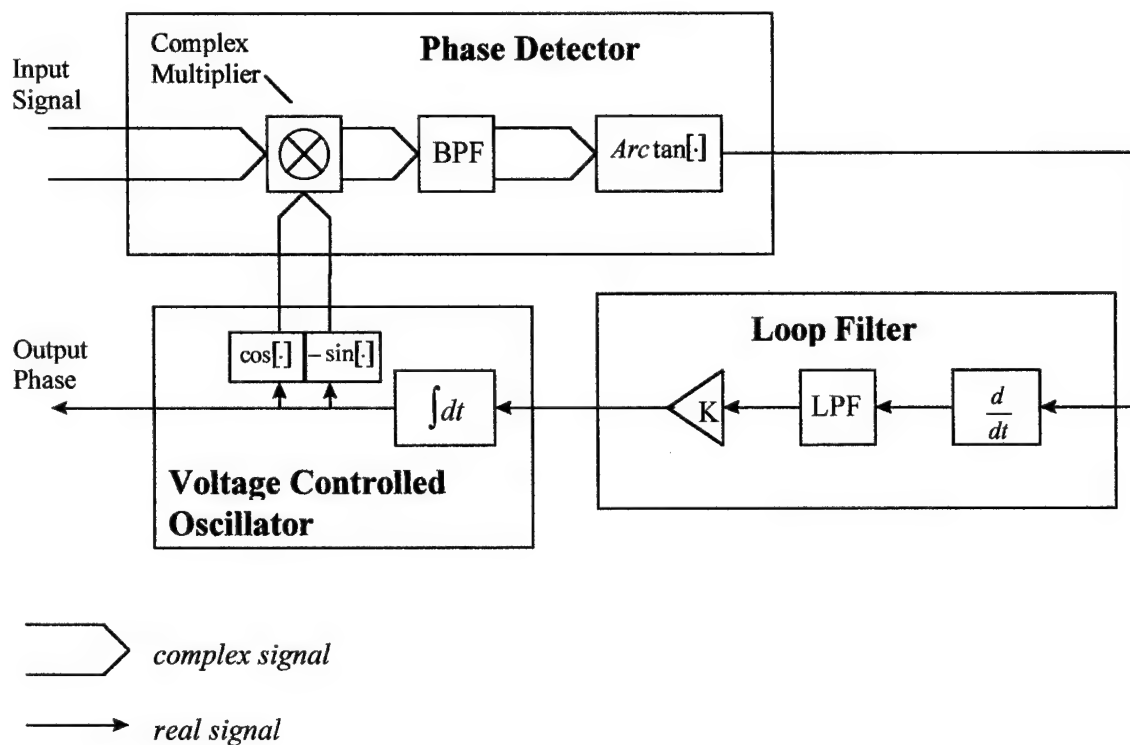 Complex
Multiplier
Phase Detector
Input
Signal
BPF
Arc tan[·]
cos[·]
− sin[·]
Output
Phase
∫dt
Voltage Controlled
Oscillator
Loop Filter
K
LPF
d
dt
complex signal
real signal